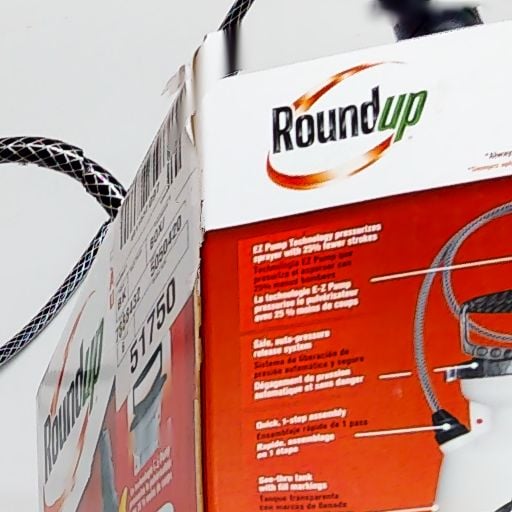 Roundup
EZ Pump Technology pressurizes
sprayer with 25% fewer strokes
Tecnología EZ Pump que
presuriza el aspersor con
25% menos bombeos
La technologie E-Z Pump
pressurise le pulvérisateur
avec 25 % moins de coups
Safe, auto-pressure
release system
Sistema de liberación de
presión automático y seguro
Dégagement de pression
automatique et sans danger
Quick, 1-step assembly
Ensamblaje rápido de 1 paso
Rapide, assemblage
en 1 étape
See-thru tank
with fill markings
Tanque transparente
con marcas de llenado
BOX/
5050420
51750
Roundup